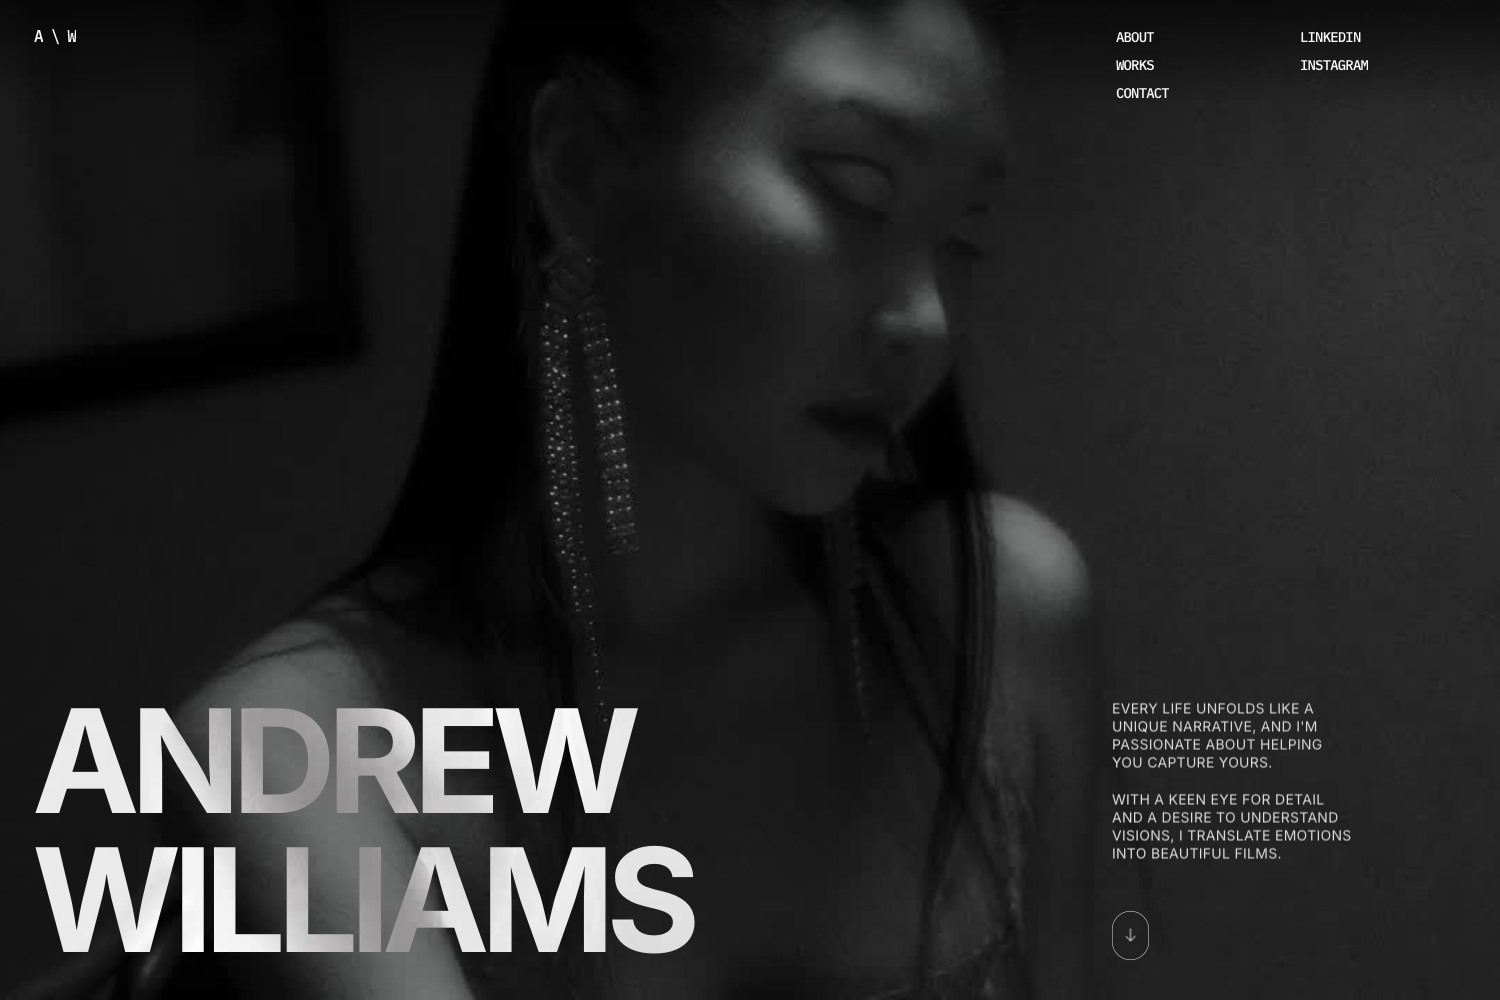 A \ W
ABOUT
WORKS
CONTACT
LINKEDIN
INSTAGRAM
ANDREW
WILLIAMS
EVERY LIFE UNFOLDS LIKE A
UNIQUE NARRATIVE, AND I'M
PASSIONATE ABOUT HELPING
YOU CAPTURE YOURS.
WITH A KEEN EYE FOR DETAIL
AND A DESIRE TO UNDERSTAND
VISIONS, I TRANSLATE EMOTIONS
INTO BEAUTIFUL FILMS.